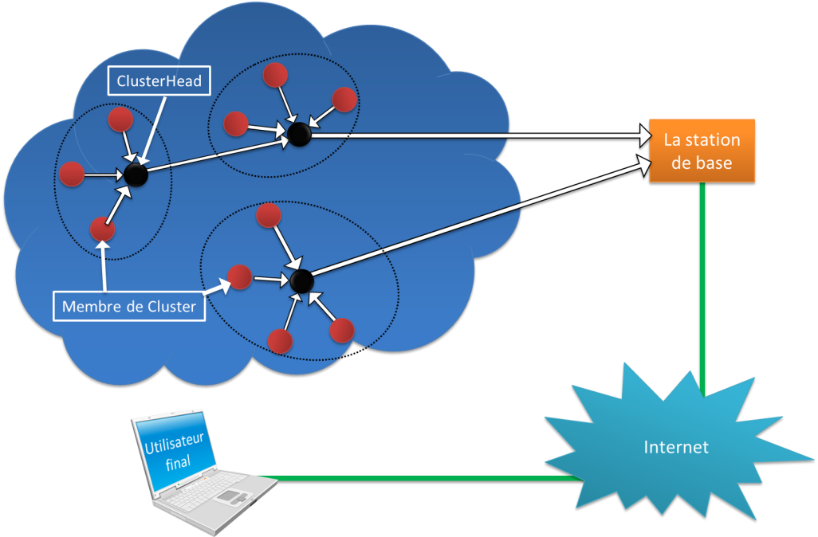 ClusterHead
La station
de base
Membre de Cluster
Utilisateur
final
Internet